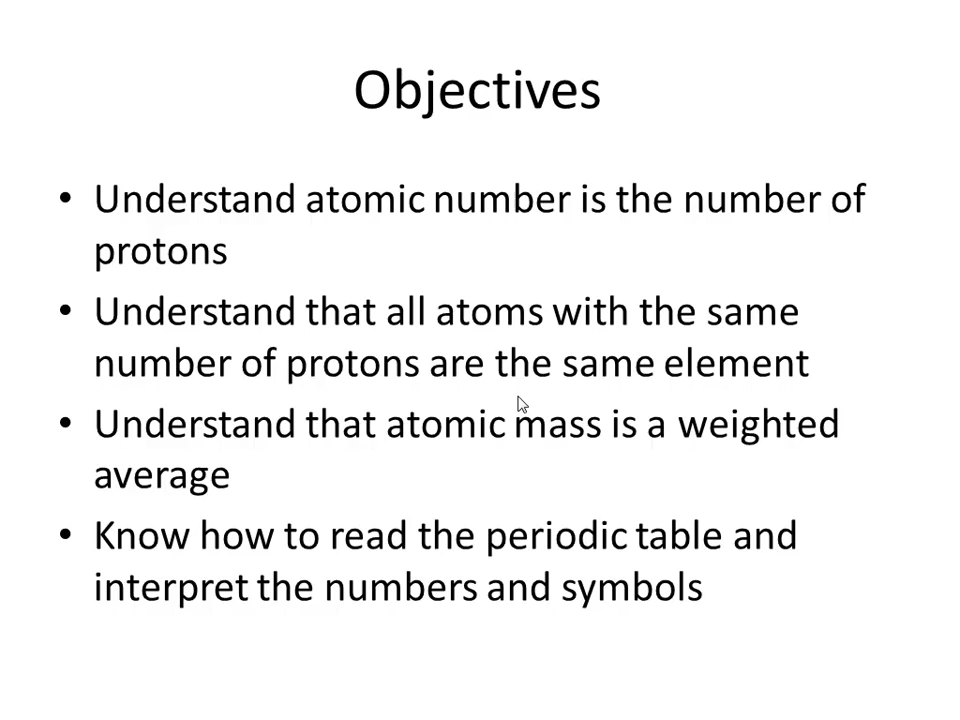 Objectives
• Understand atomic number is the number of
protons
• Understand that all atoms with the same
number of protons are the same element
• Understand that atomic mass is a weighted
average
• Know how to read the periodic table and
interpret the numbers and symbols